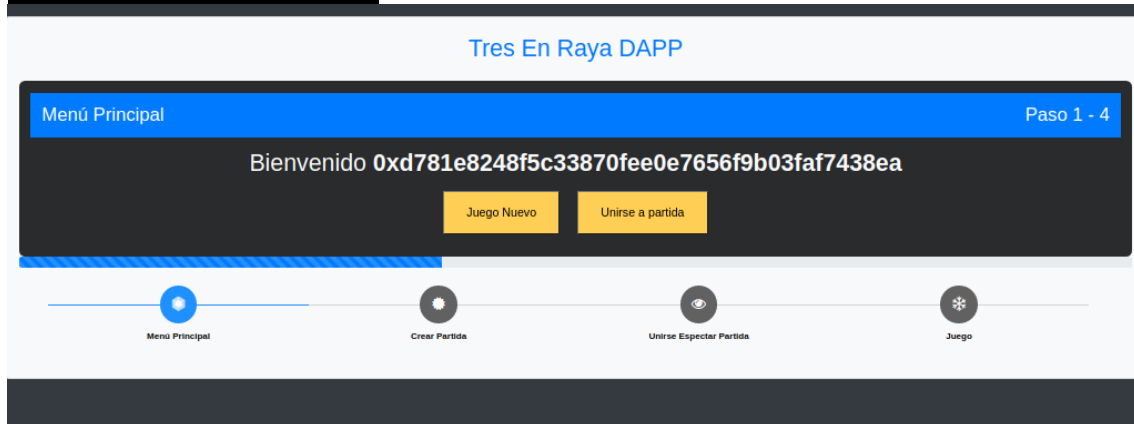 Tres En Raya DAPP
Menú Principal Paso 1 - 4
Bienvenido 0xd781e8248f5c33870fee0e7656f9b03faf7438ea
Juego Nuevo Unirse a partida
Menú Principal Crear Partida Unirse Espectar Partida Juego